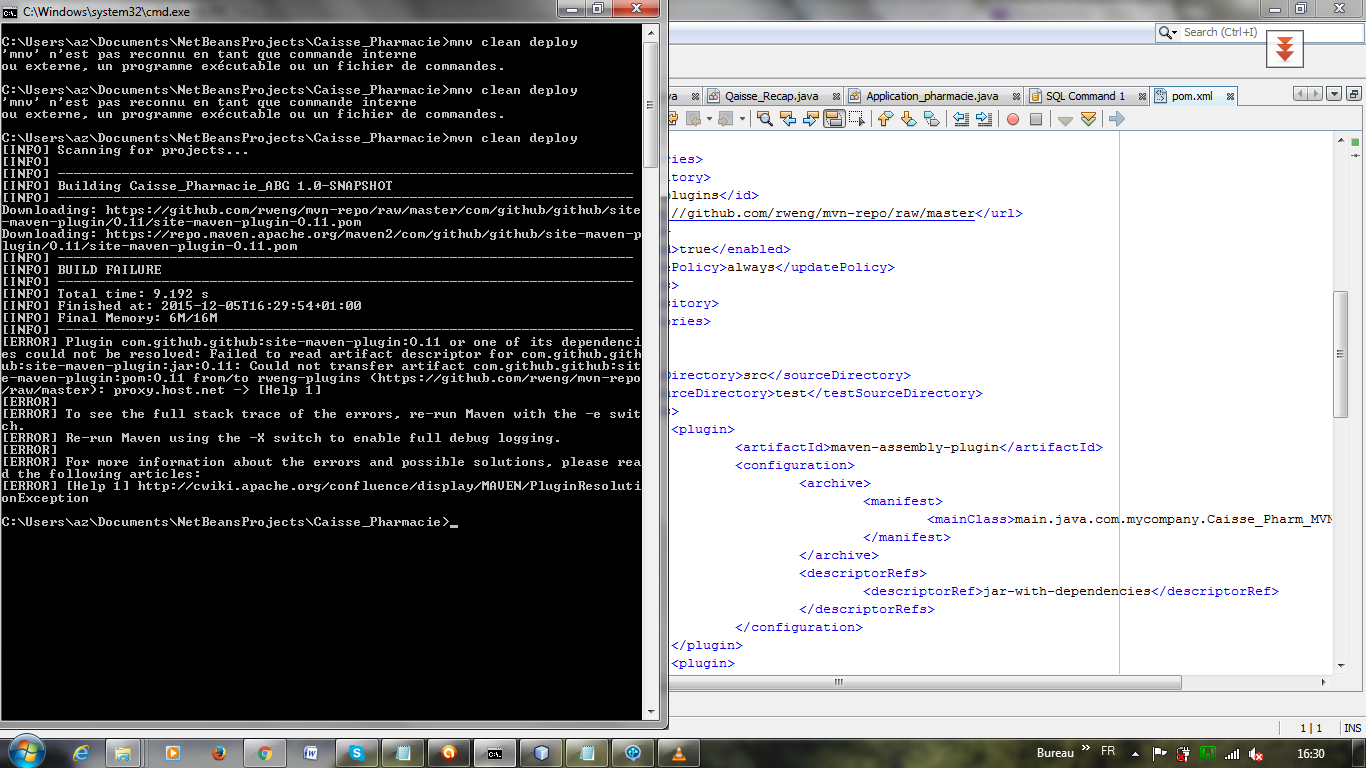 C:\Windows\system32\cmd.exe
C:\Users\az\Documents\NetBeansProjects\Caisse_Pharmacie>mnv clean deploy
'mnv' n'est pas reconnu en tant que commande interne
ou externe, un programme exécutable ou un fichier de commandes.
C:\Users\az\Documents\NetBeansProjects\Caisse_Pharmacie>mnv clean deploy
'mnv' n'est pas reconnu en tant que commande interne
ou externe, un programme exécutable ou un fichier de commandes.
C:\Users\az\Documents\NetBeansProjects\Caisse_Pharmacie>mvn clean deploy
[INFO] Scanning for projects...
[INFO]
[INFO] ------------------------------------------------------------------------
[INFO] Building Caisse_Pharmacie_ABG 1.0-SNAPSHOT
[INFO] ------------------------------------------------------------------------
Downloading: https://github.com/rweng/mvn-repo/raw/master/com/github/github/site
-maven-plugin/0.11/site-maven-plugin-0.11.pom
Downloading: https://repo.maven.apache.org/maven2/com/github/github/site-maven-p
lugin/0.11/site-maven-plugin-0.11.pom
[INFO] ------------------------------------------------------------------------
[INFO] BUILD FAILURE
[INFO] ------------------------------------------------------------------------
[INFO] Total time: 9.192 s
[INFO] Finished at: 2015-12-05T16:29:54+01:00
[INFO] Final Memory: 6M/16M
[INFO] ------------------------------------------------------------------------
[ERROR] Plugin com.github.github:site-maven-plugin:0.11 or one of its dependenci
es could not be resolved: Failed to read artifact descriptor for com.github.gith
ub:site-maven-plugin:jar:0.11: Could not transfer artifact com.github.github:sit
e-maven-plugin:pom:0.11 from/to rweng-plugins (https://github.com/rweng/mvn-repo
/raw/master): proxy.host.net -> [Help 1]
[ERROR]
[ERROR] To see the full stack trace of the errors, re-run Maven with the -e swit
ch.
[ERROR] Re-run Maven using the -X switch to enable full debug logging.
[ERROR]
[ERROR] For more information about the errors and possible solutions, please rea
d the following articles:
[ERROR] [Help 1] http://cwiki.apache.org/confluence/display/MAVEN/PluginResoluti
onException
C:\Users\az\Documents\NetBeansProjects\Caisse_Pharmacie>_
Search (Ctrl+I)
va
Qaisse_Recap.java
Application_pharmacie.java
SQL Command 1
pom.xml
ries>
tory>
plugins</id>
//github.com/rweng/mvn-repo/raw/master</url>
>true</enabled>
ePolicy>always</updatePolicy>
s>
sitory>
ories>
Directory>src</sourceDirectory>
urceDirectory>test</testSourceDirectory>
s>
<plugin>
<artifactId>maven-assembly-plugin</artifactId>
<configuration>
<archive>
<manifest>
<mainClass>main.java.com.mycompany.Caisse_Pharm_MVN
</manifest>
</archive>
<descriptorRefs>
<descriptorRef>jar-with-dependencies</descriptorRef>
</descriptorRefs>
</configuration>
</plugin>
<plugin>
1 | 1
INS
Bureau
FR
16:30